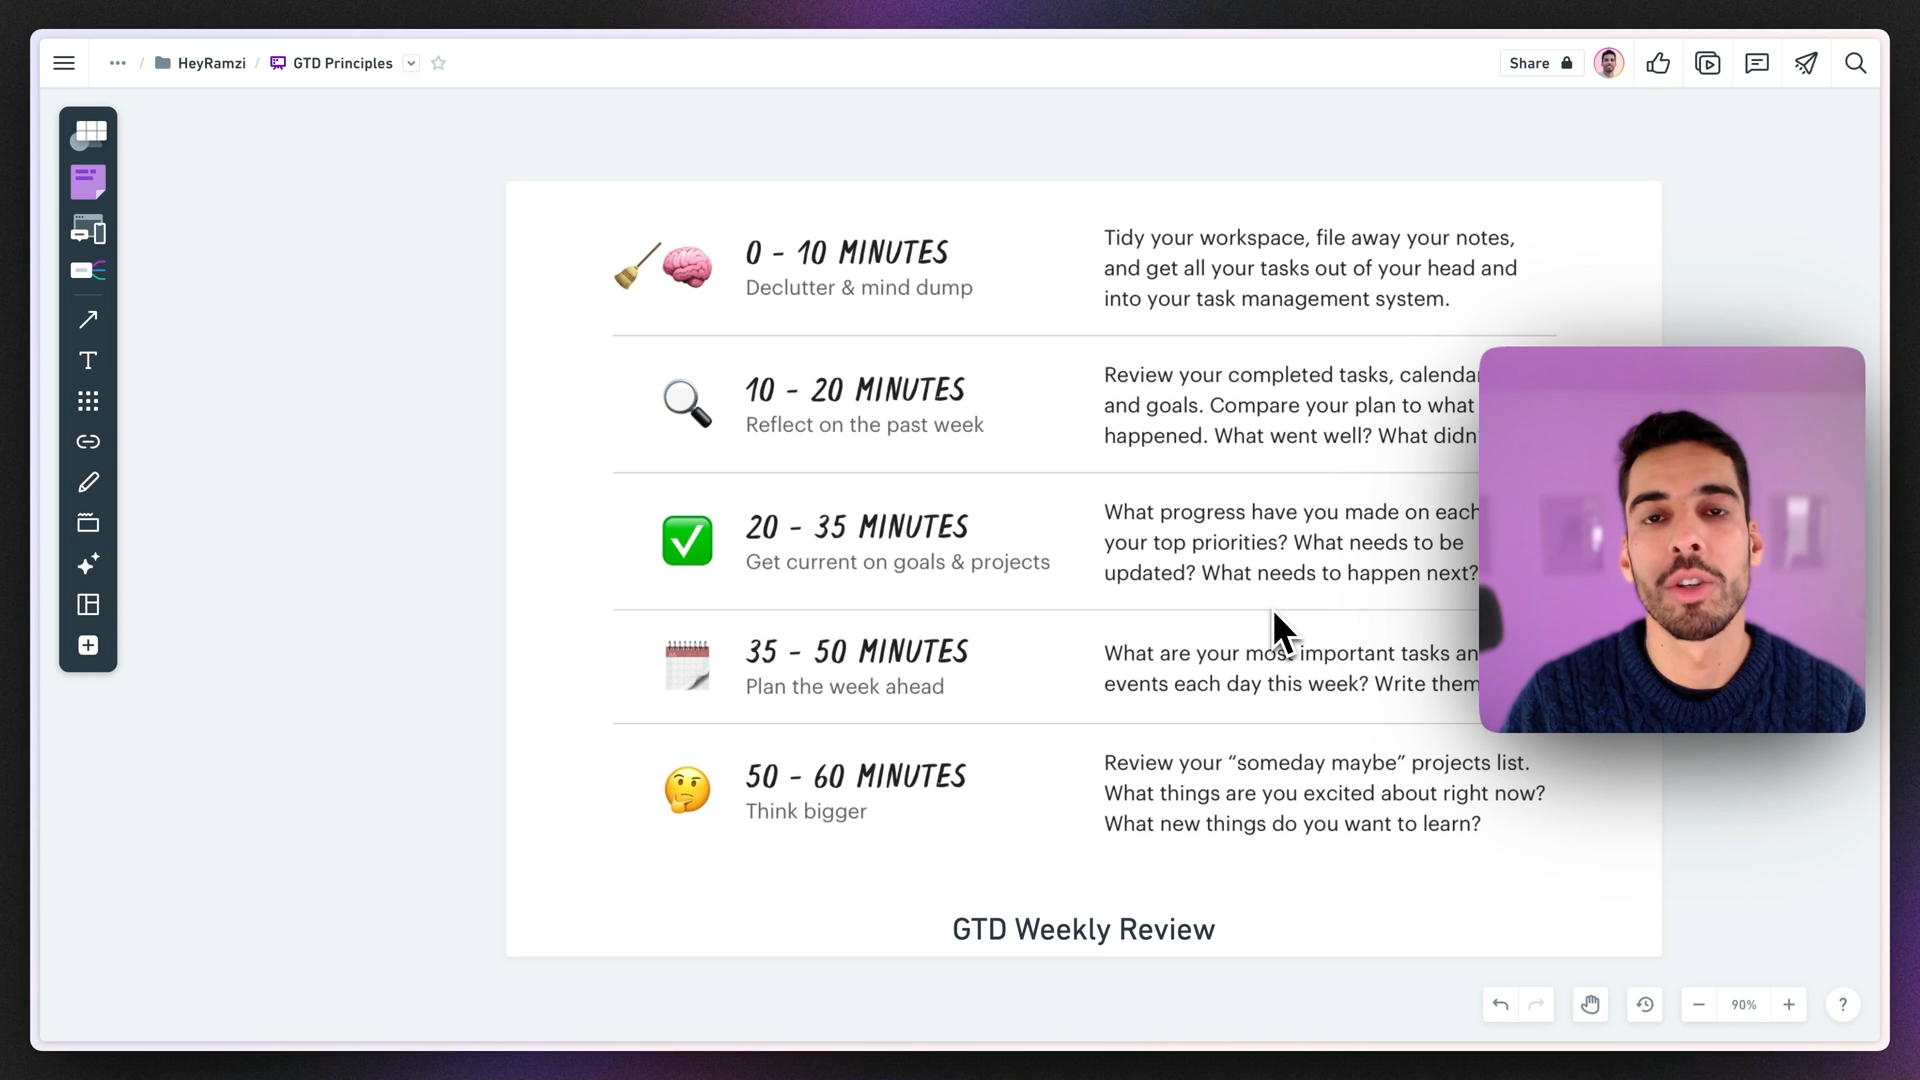 ... / HeyRamzi / GTD Principles
Share
0 - 10 MINUTES
Declutter & mind dump
Tidy your workspace, file away your notes,
and get all your tasks out of your head and
into your task management system.
10 - 20 MINUTES
Reflect on the past week
Review your completed tasks, calendar
and goals. Compare your plan to what
happened. What went well? What didn
20 - 35 MINUTES
Get current on goals & projects
What progress have you made on each
your top priorities? What needs to be
updated? What needs to happen next?
35 - 50 MINUTES
Plan the week ahead
What are your most important tasks an
events each day this week? Write them
50 - 60 MINUTES
Think bigger
Review your “someday maybe” projects list.
What things are you excited about right now?
What new things do you want to learn?
GTD Weekly Review
90%
?